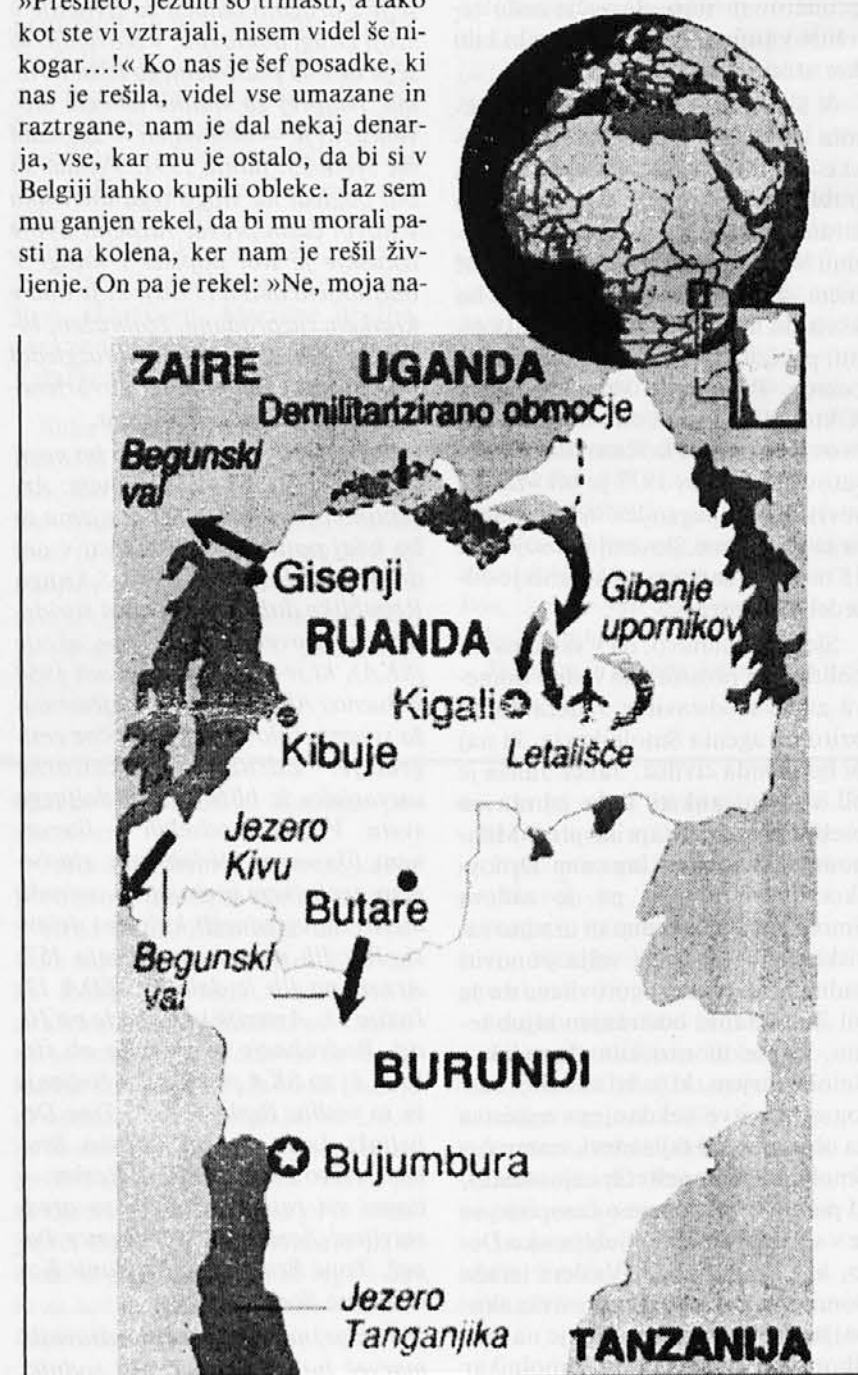 »Presneto, jezuiti so trmasti, a tako
kot ste vi vztrajali, nisem videl še ni-
kogar...!« Ko nas je šef posadke, ki
nas je rešila, videl vse umazane in
raztrgane, nam je dal nekaj denar-
ja, vse, kar mu je ostalo, da bi si v
Belgiji lahko kupili obleke. Jaz sem
mu ganjen rekel, da bi mu morali pa-
sti na kolena, ker nam je rešil živ-
ljenje. On pa je rekel: »Ne, moja na-
ZAIRE
UGANDA
Demilitarizirano območje
Begunski
val
Gisenji
RUANDA
Gibanje
upornikov
Kigali
Letališče
Kibuje
Jezero
Kivu
Butare
Begunski
val
BURUNDI
Bujumbura
Jezero
Tanganjika
TANZANIJA